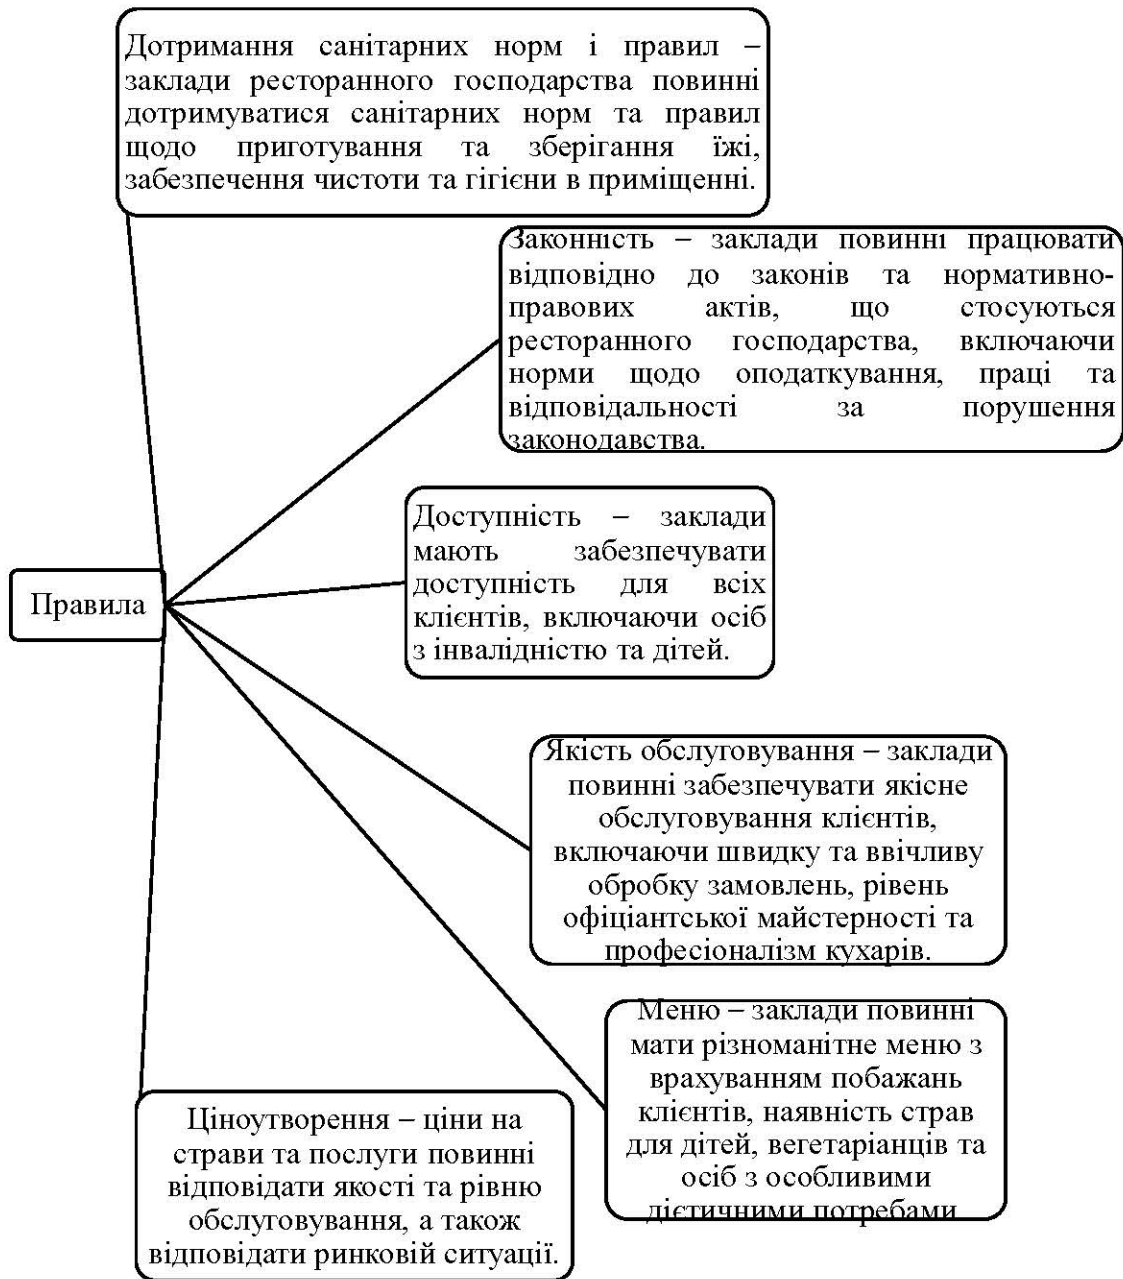 Дотримання санітарних норм і правил –
заклади ресторанного господарства повинні
дотримуватися санітарних норм та правил
щодо приготування та зберігання їжі,
забезпечення чистоти та гігієни в приміщенні.
Законність – заклади повинні працювати
відповідно до законів та нормативно-
правових актів, що стосуються
ресторанного господарства, включаючи
норми щодо оподаткування, праці та
відповідальності за порушення
законодавства.
Доступність – заклади
мають забезпечувати
доступність для всіх
клієнтів, включаючи осіб
з інвалідністю та дітей.
Правила
Якість обслуговування – заклади
повинні забезпечувати якісне
обслуговування клієнтів,
включаючи швидку та ввічливу
обробку замовлень, рівень
офіціантської майстерності та
професіоналізм кухарів.
Меню – заклади повинні
мати різноманітне меню з
врахуванням побажань
клієнтів, наявність страв
для дітей, вегетаріанців та
осіб з особливими
дієтичними потребами
Ціноутворення – ціни на
страви та послуги повинні
відповідати якості та рівню
обслуговування, а також
відповідати ринковій ситуації.